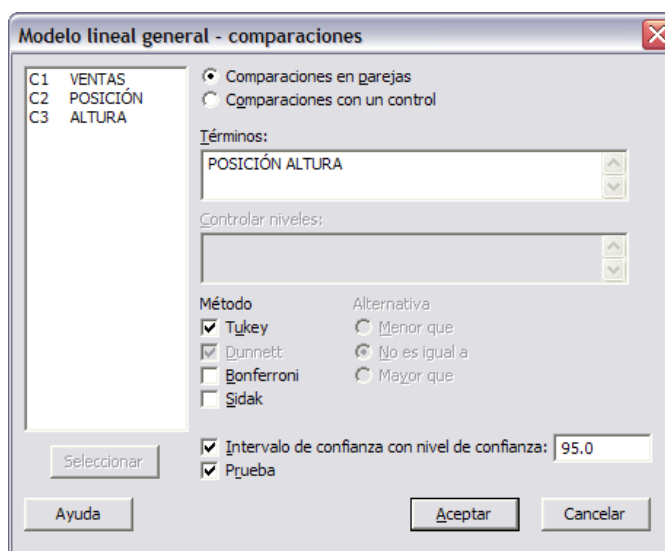 Modelo lineal general - comparaciones
C1 VENTAS
C2 POSICIÓN
C3 ALTURA
Comparaciones en parejas
Comparaciones con un control
Términos:
POSICIÓN ALTURA
Controlar niveles:
Método
Alternativa
Tukey
Menor que
Dunnett
No es igual a
Bonferroni
Mayor que
Sidak
Intervalo de confianza con nivel de confianza: 95.0
Seleccionar
Prueba
Ayuda
Aceptar
Cancelar